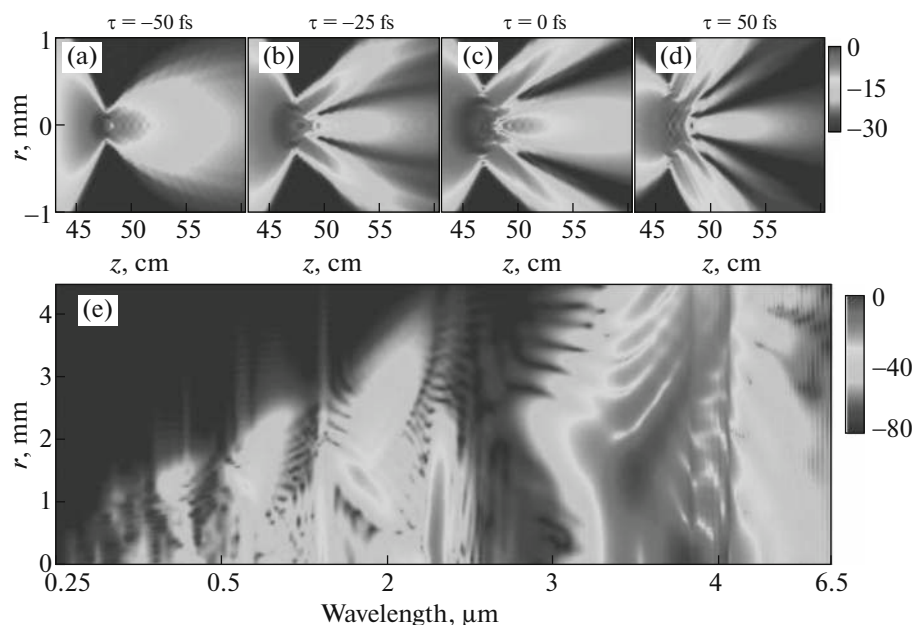 τ = −50 fs τ = −25 fs τ = 0 fs τ = 50 fs
1 (a) (b) (c) (d) 0
r, mm 0 −15
−1 −30
45 50 55 45 50 55 45 50 55 45 50 55
z, cm z, cm z, cm z, cm
(e) 0
4
3
r, mm −40
2
1 −80
0
0.25 0.5 2 3 4 6.5
Wavelength, μm